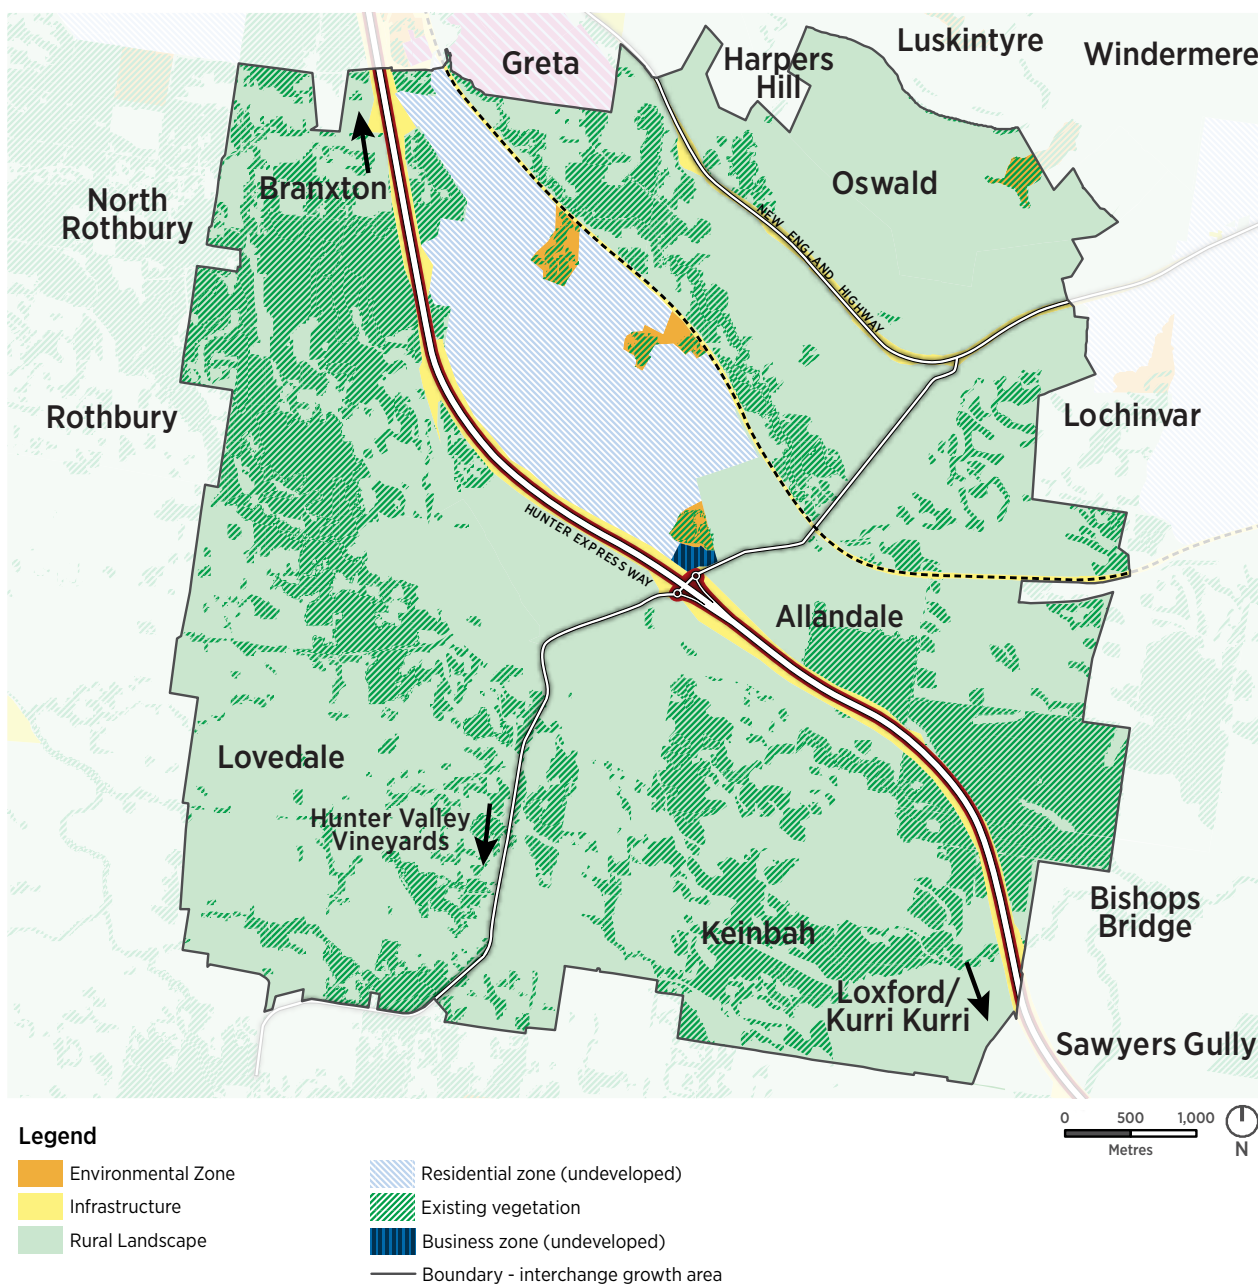 Greta
Harpers
Hill
Luskintyre
Windermere
Branxton
North
Rothbury
Oswald
NEW ENGLAND HIGHWAY
Rothbury
Lochinvar
HUNTER EXPRESSWAY
Allandale
Lovedale
Hunter Valley
Vineyards
Keinbah
Bishops
Bridge
Loxford/
Kurri Kurri
Sawyers Gully
0 500 1,000
Metres
N
Legend
Environmental Zone
Infrastructure
Rural Landscape
Residential zone (undeveloped)
Existing vegetation
Business zone (undeveloped)
Boundary - interchange growth area